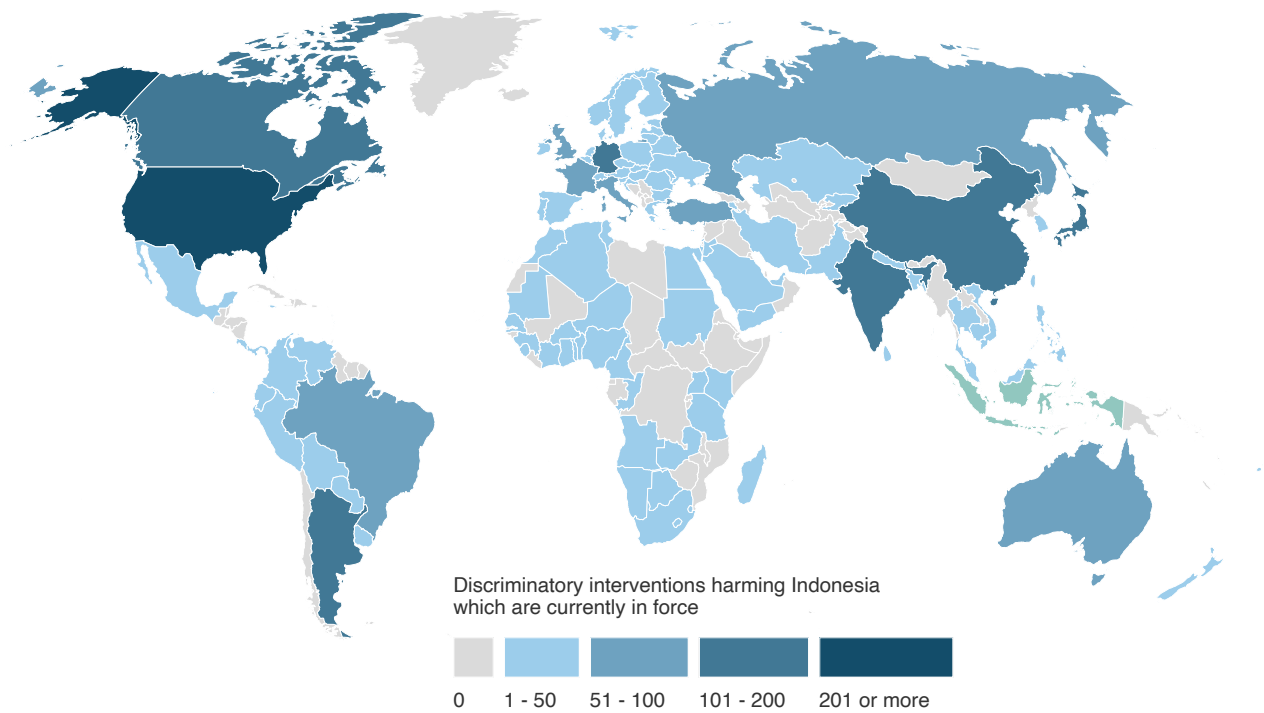 Discriminatory interventions harming Indonesia
which are currently in force
0 1 - 50 51 - 100 101 - 200 201 or more